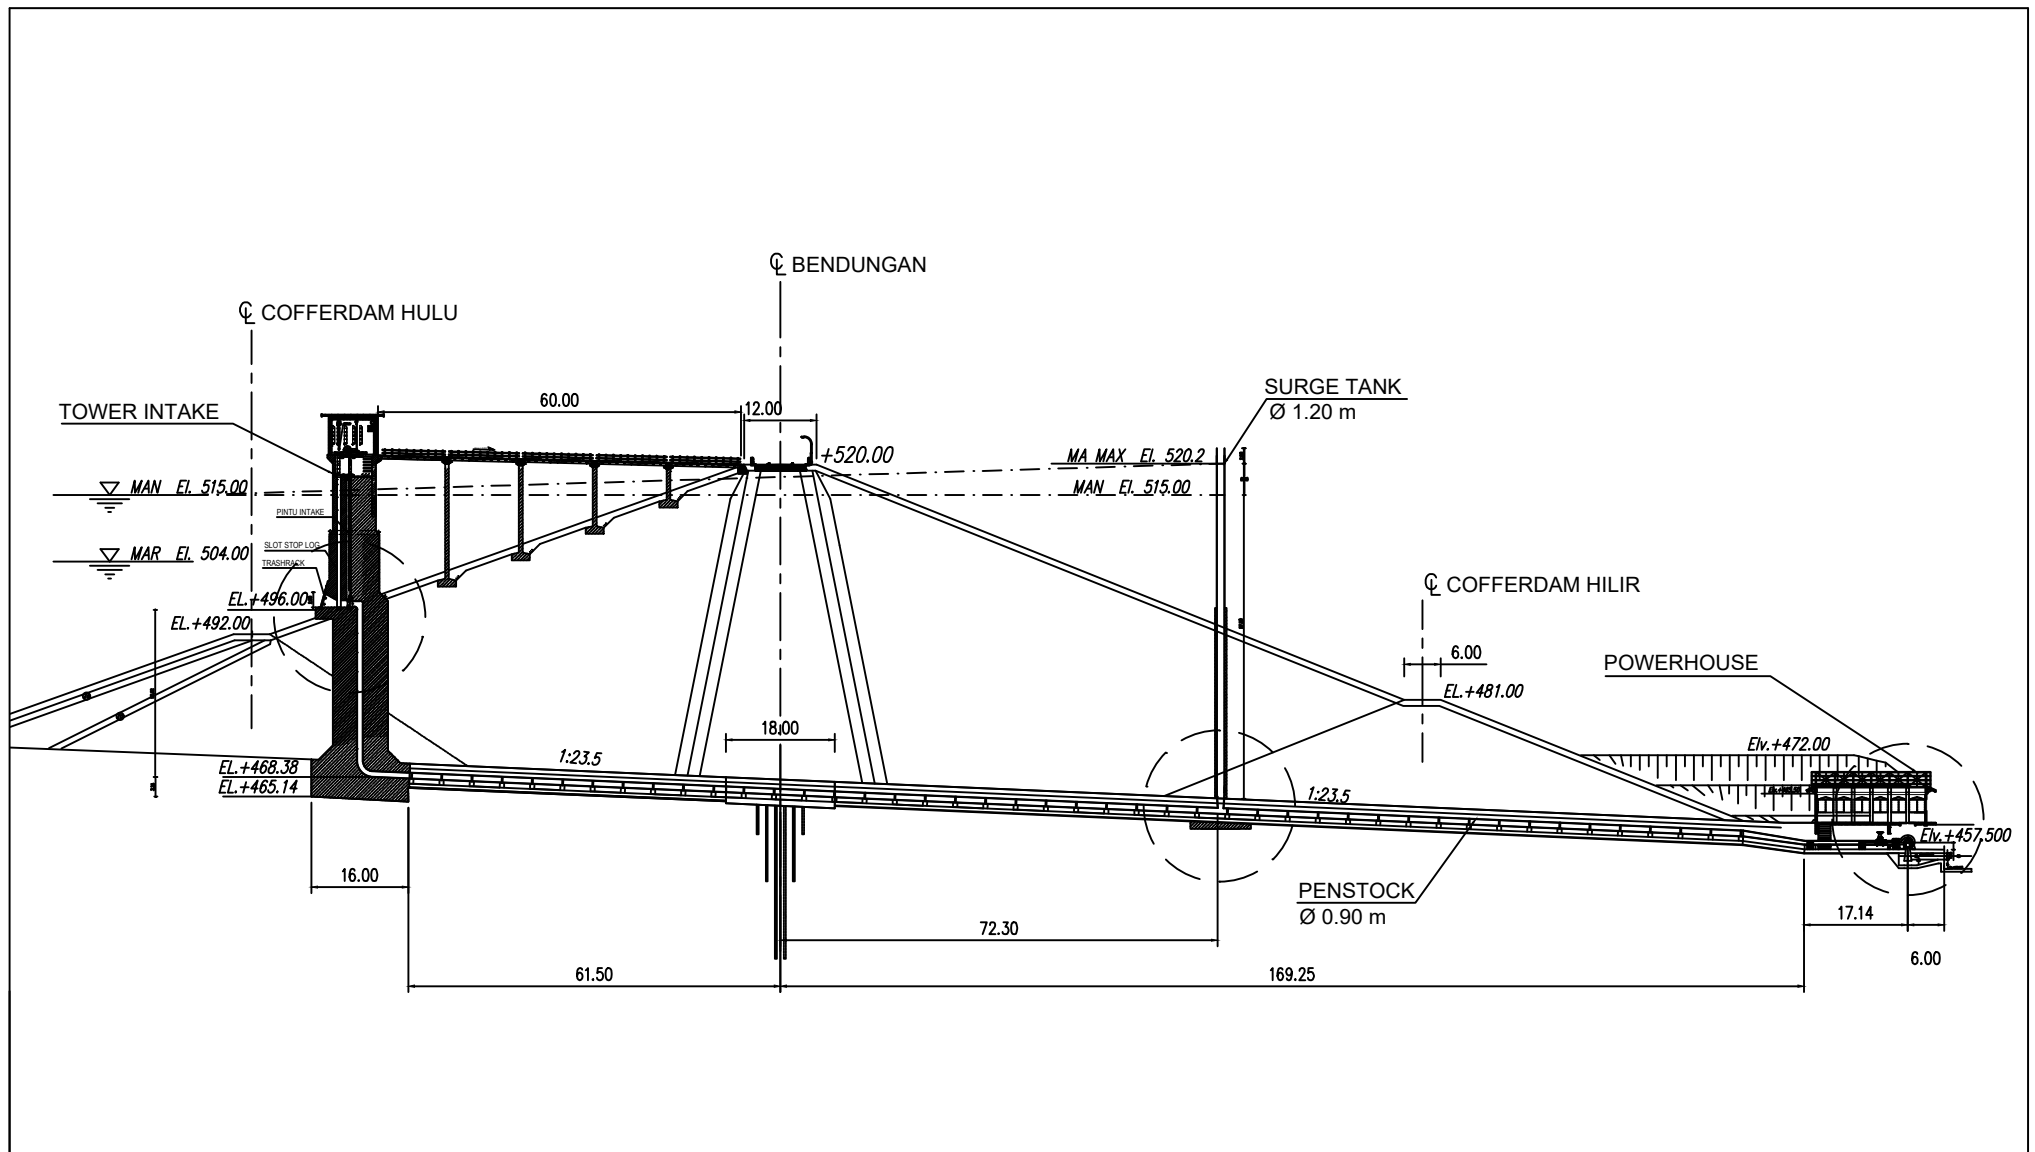 ℄ BENDUNGAN
℄ COFFERDAM HULU
TOWER INTAKE
60.00
12.00
SURGE TANK
Ø 1.20 m
+520.00
MA MAX El. 520.2
MAN El. 515.00
MAN El. 515.00
PINTU INTAKE
SLOT STOP LOG
MAR El. 504.00
TRASHRACK
EL.+496.00
EL.+492.00
℄ COFFERDAM HILIR
6.00
POWERHOUSE
EL.+481.00
18.00
1:23.5
Elv.+472.00
EL.+468.38
EL.+465.14
1:23.5
Elv.+457.500
16.00
PENSTOCK
Ø 0.90 m
17.14
72.30
6.00
61.50
169.25